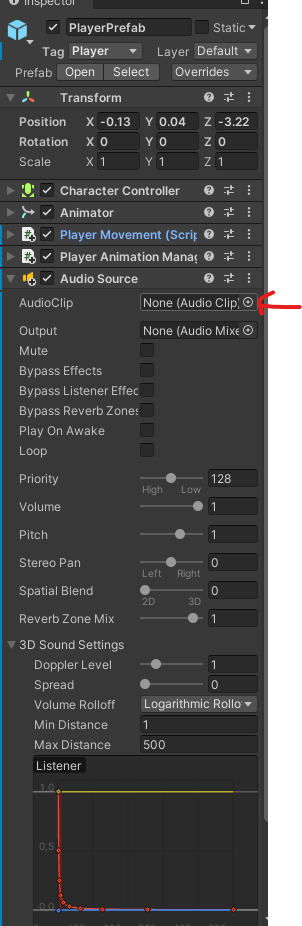 Inspector
PlayerPrefab Static
Tag Player Layer Default
Prefab Open Select Overrides
Transform
Position X -0.13 Y 0.04 Z -3.22
Rotation X 0 Y 0 Z 0
Scale X 1 Y 1 Z 1
Character Controller
Animator
Player Movement (Scrip
Player Animation Manag
Audio Source
AudioClip None (Audio Clip)
Output None (Audio Mixe
Mute
Bypass Effects
Bypass Listener Effec
Bypass Reverb Zones
Play On Awake
Loop
Priority 128
High Low
Volume 1
Pitch 1
Stereo Pan 0
Left Right
Spatial Blend 0
2D 3D
Reverb Zone Mix 1
3D Sound Settings
Doppler Level 1
Spread 0
Volume Rolloff Logarithmic Rollo
Min Distance 1
Max Distance 500
Listener
1,0
0,5
0,0